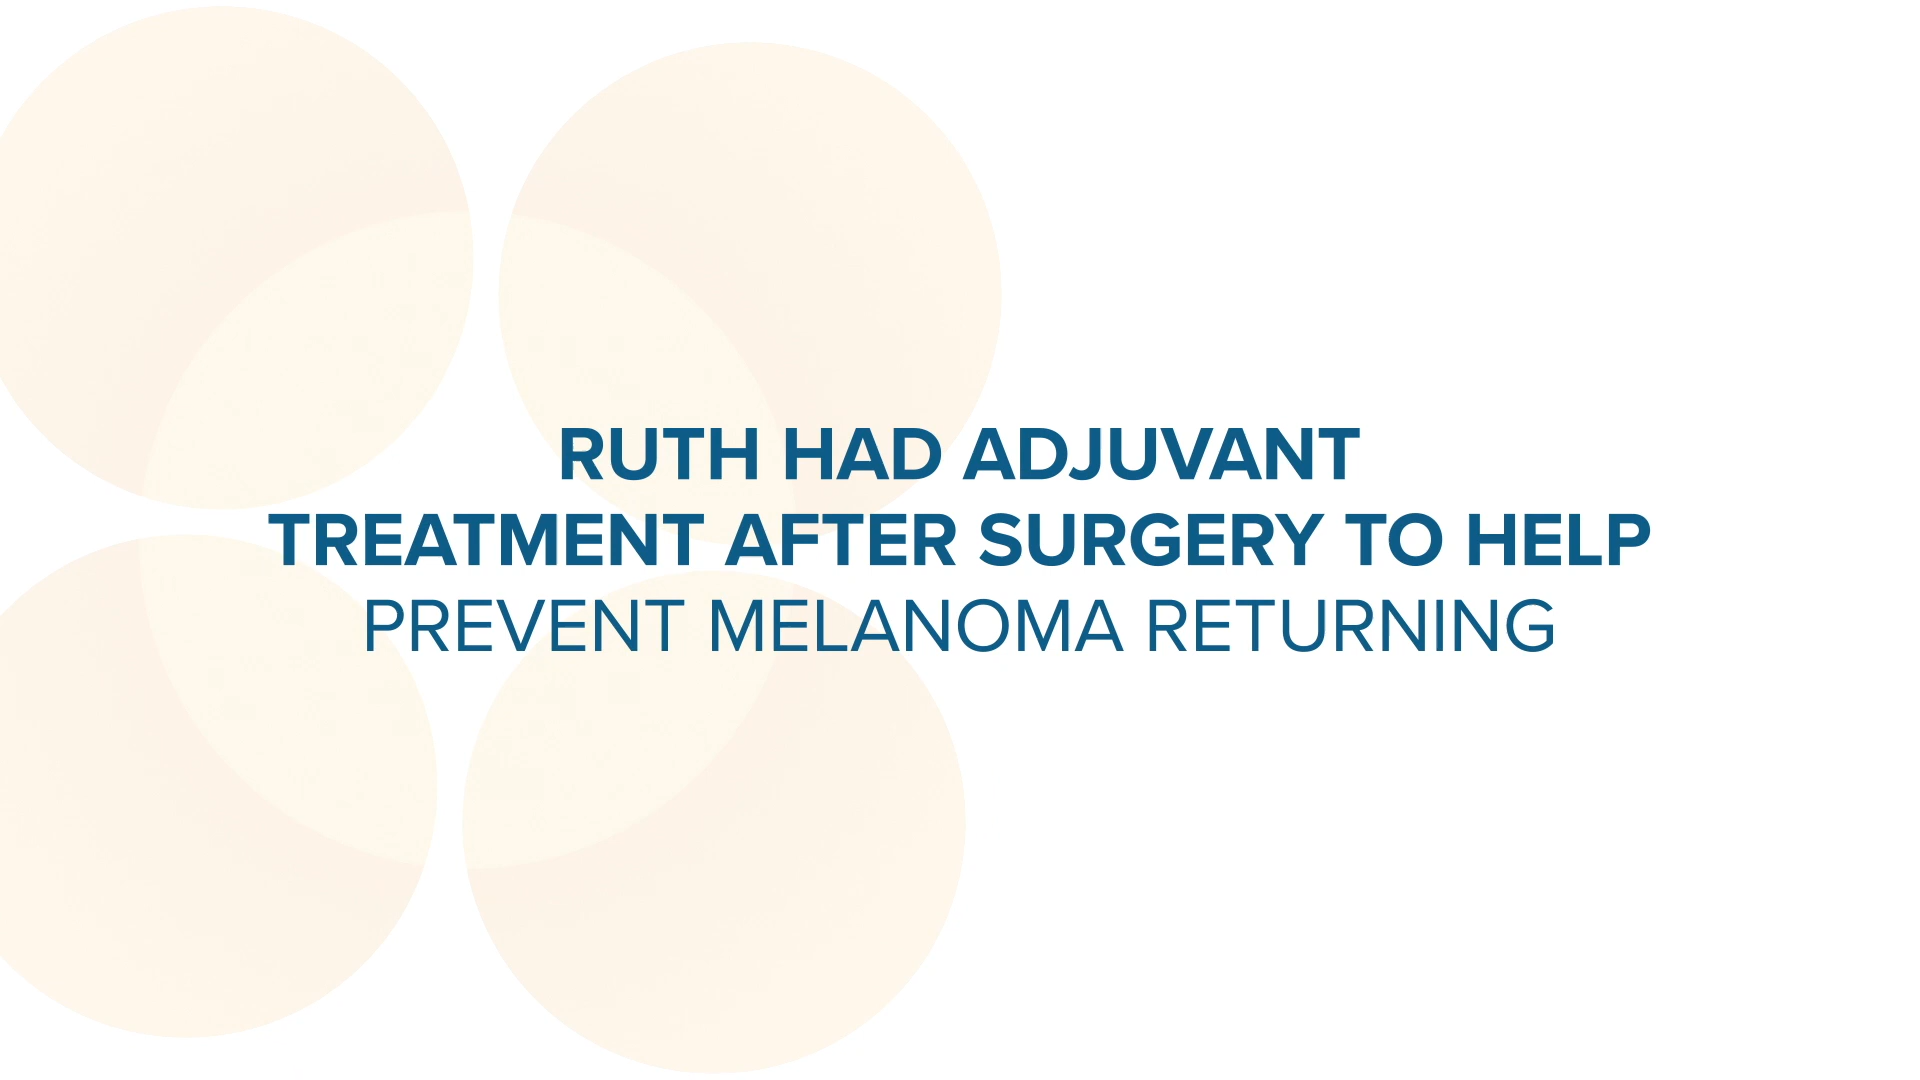 RUTH HAD ADJUVANT
TREATMENT AFTER SURGERY TO HELP
PREVENT MELANOMA RETURNING